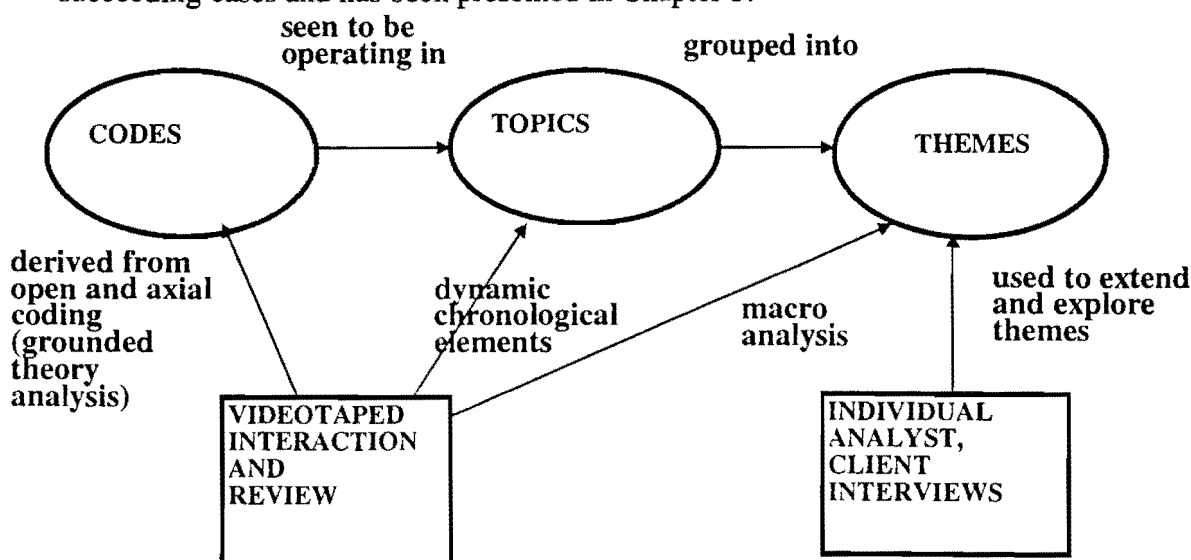 seen to be
operating in
grouped into
CODES
TOPICS
THEMES
derived from
open and axial
coding
(grounded
theory
analysis)
dynamic
chronological
elements
macro
analysis
used to extend
and explore
themes
VIDEOTAPED
INTERACTION
AND
REVIEW
INDIVIDUAL
ANALYST,
CLIENT
INTERVIEWS